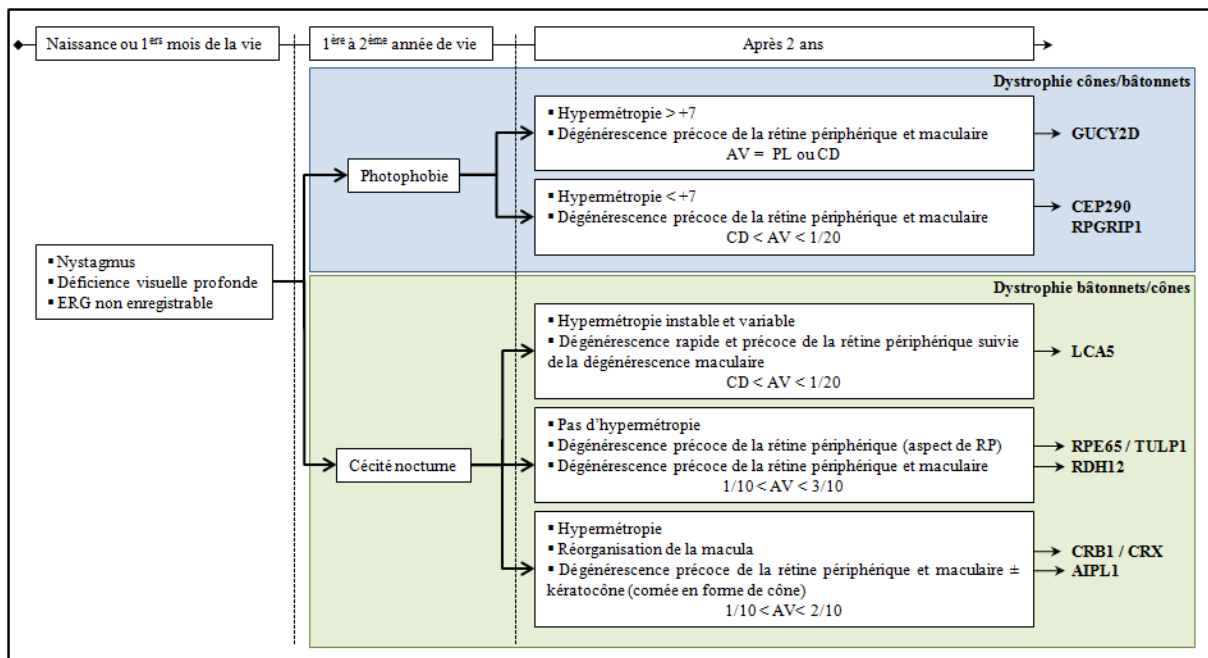 Naissance ou 1ers mois de la vie
1ère à 2ème année de vie
Après 2 ans
Dystrophie cônes/bâtonnets
▪ Hypermétropie > +7
▪ Dégénérescence précoce de la rétine périphérique et maculaire
AV = PL ou CD
GUCY2D
Photophobie
▪ Hypermétropie < +7
▪ Dégénérescence précoce de la rétine périphérique et maculaire
CD < AV < 1/20
CEP290
RPGRIP1
▪ Nystagmus
▪ Déficience visuelle profonde
▪ ERG non enregistrable
Dystrophie bâtonnets/cônes
▪ Hypermétropie instable et variable
▪ Dégénérescence rapide et précoce de la rétine périphérique suivie
de la dégénérescence maculaire
CD < AV < 1/20
LCA5
Cécité nocturne
▪ Pas d'hypermétropie
▪ Dégénérescence précoce de la rétine périphérique (aspect de RP)
▪ Dégénérescence précoce de la rétine périphérique et maculaire
1/10 < AV < 3/10
RPE65 / TULP1
RDH12
▪ Hypermétropie
▪ Réorganisation de la macula
▪ Dégénérescence précoce de la rétine périphérique et maculaire ±
kératocône (cornée en forme de cône)
1/10 < AV< 2/10
CRB1 / CRX
AIPL1